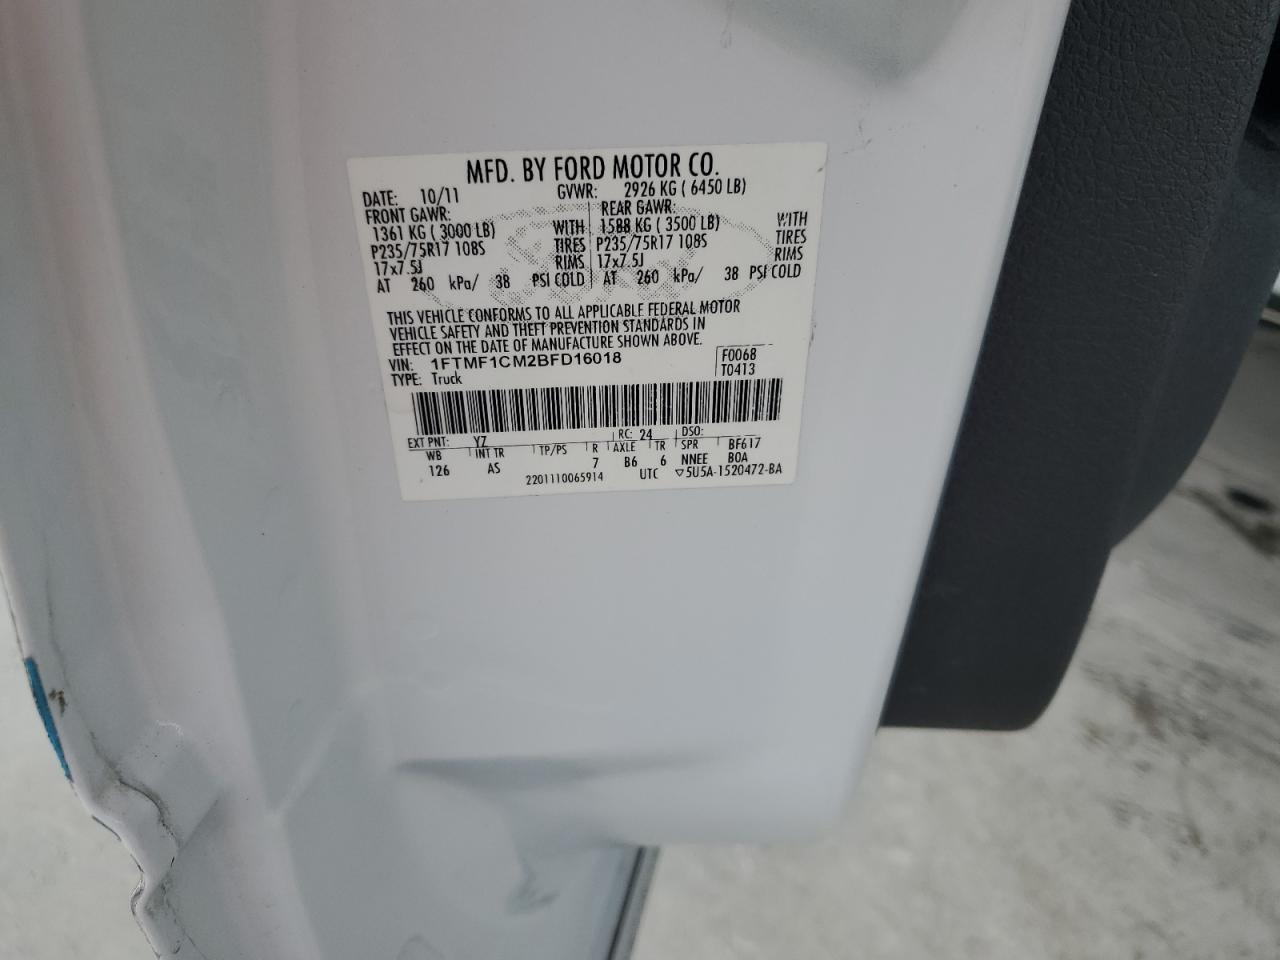 MFD. BY FORD MOTOR CO.
DATE: 10/11 GVWR: 2926 KG ( 6450 LB)
FRONT GAWR: REAR GAWR:
1361 KG ( 3000 LB) WITH 1588 KG ( 3500 LB) WITH
P235/75R17 108S TIRES P235/75R17 108S TIRES
17x7.5J RIMS 17x7.5J RIMS
AT 260 kPa/ 38 PSI COLD AT 260 kPa/ 38 PSI COLD
THIS VEHICLE CONFORMS TO ALL APPLICABLE FEDERAL MOTOR
VEHICLE SAFETY AND THEFT PREVENTION STANDARDS IN
EFFECT ON THE DATE OF MANUFACTURE SHOWN ABOVE.
VIN: 1FTMF1CM2BFD16018 F0068
TYPE: Truck T0413
EXT PNT: YZ RC: 24 DSO:
WB INT TR TP/PS R AXLE TR SPR BF617
126 AS 7 B6 6 NNEE BOA
2201110065914 UTC ▽5U5A-1520472-BA